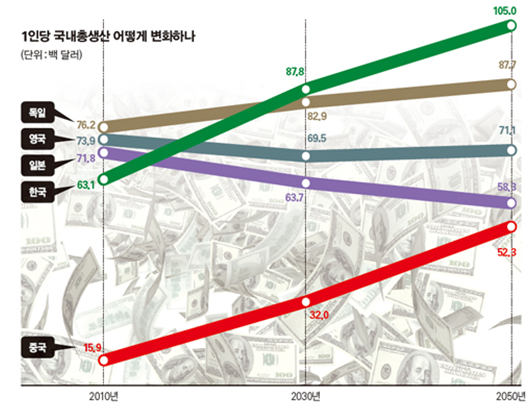 1인당 국내총생산 어떻게 변화하나
(단위 : 백 달러)
105.0
87.8
87.7
82.9
독일
76.2
영국
73.9
69.5
71.1
일본
71.8
한국
63.1
63.7
58.3
52.3
32.0
중국
15.9
2010년
2030년
2050년